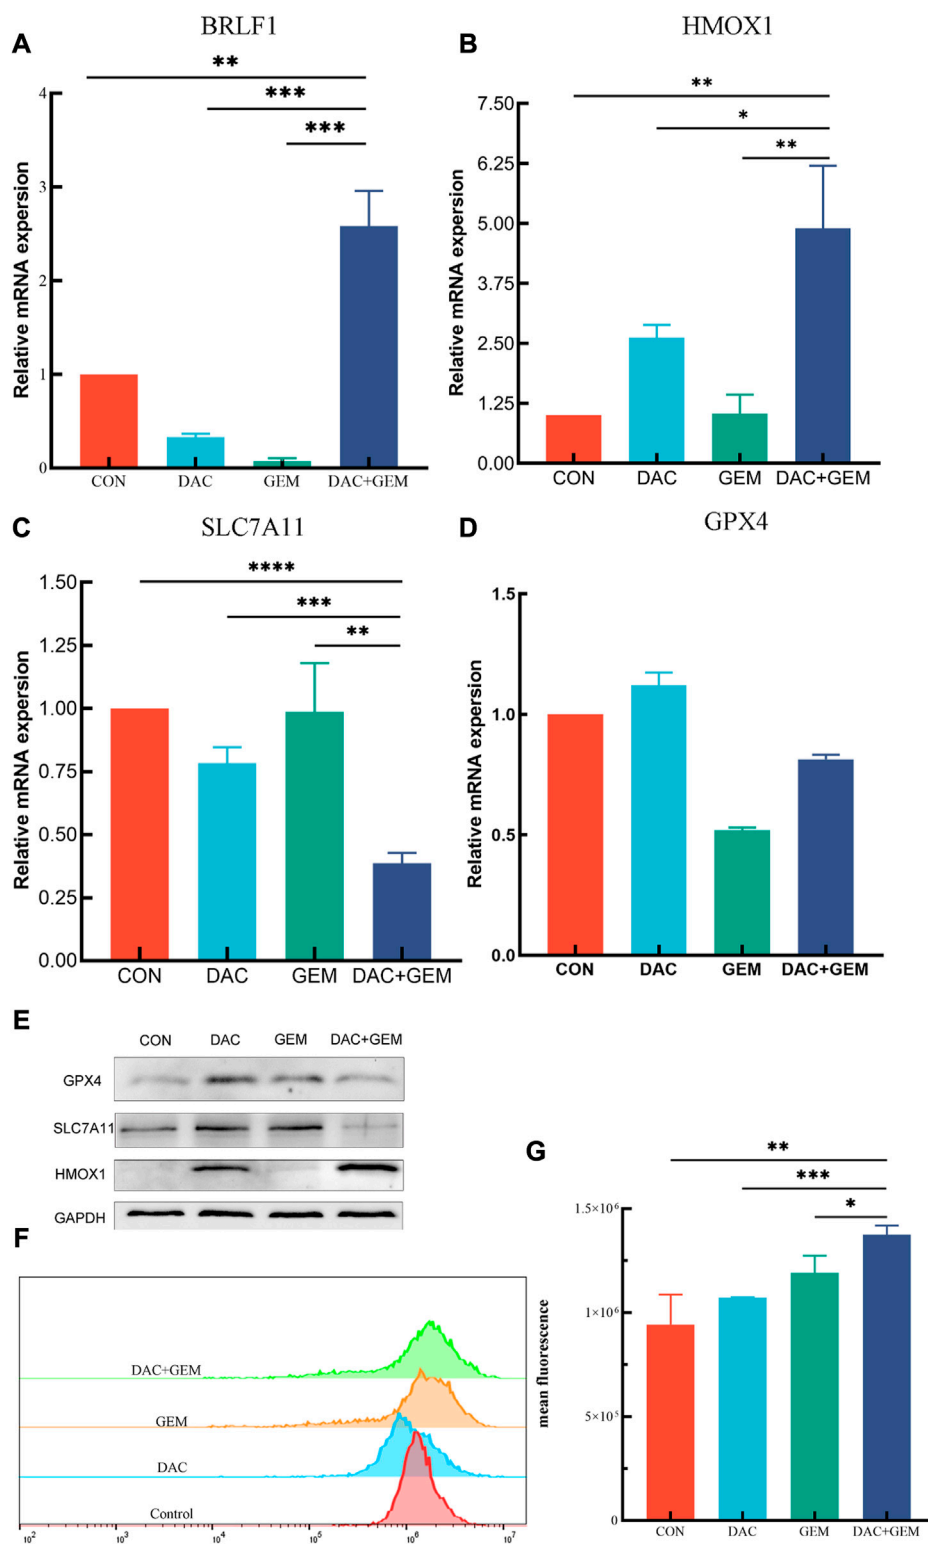 A
BRLF1
**
***
***
Relative mRNA expersion
4
3
2
1
0
CON DAC GEM DAC+GEM
B
HMOX1
**
*
**
Relative mRNA expersion
7.50
6.25
5.00
3.75
2.50
1.25
0.00
CON DAC GEM DAC+GEM
C
SLC7A11
****
***
**
Relative mRNA expersion
1.50
1.25
1.00
0.75
0.50
0.25
0.00
CON DAC GEM DAC+GEM
D
GPX4
Relative mRNA expersion
1.5
1.0
0.5
0.0
CON DAC GEM DAC+GEM
E
CON DAC GEM DAC+GEM
GPX4
SLC7A11
HMOX1
GAPDH
F
DAC+GEM
GEM
DAC
Control
10² 10³ 10⁴ 10⁵ 10⁶ 10⁷
G
**
***
*
mean fluorescence
1.5×10⁶
1×10⁶
5×10⁵
0
CON DAC GEM DAC+GEM